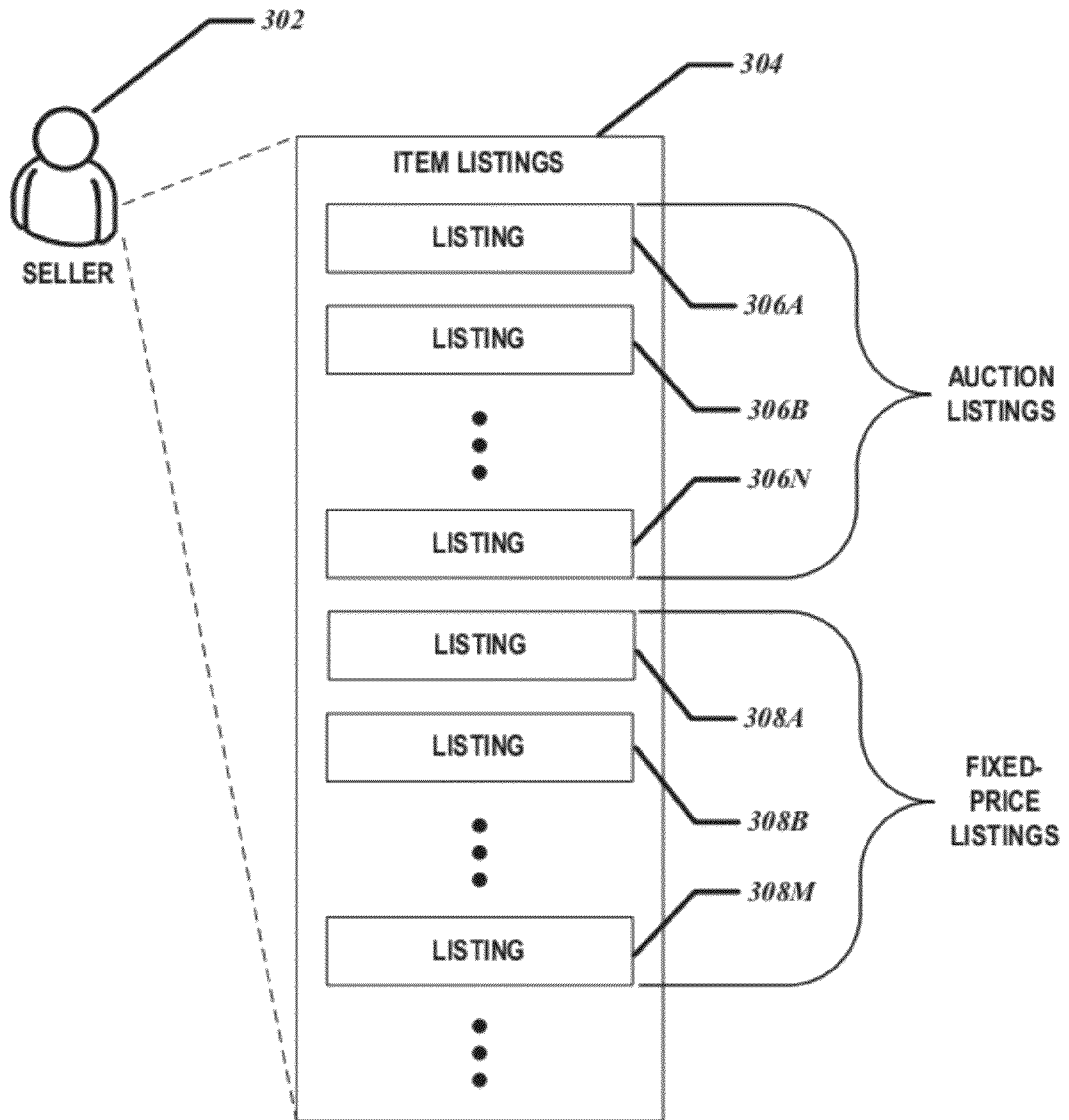 302
304
ITEM LISTINGS
LISTING
SELLER
306A
LISTING
306B
AUCTION
LISTINGS
306N
LISTING
LISTING
308A
LISTING
FIXED-
PRICE
LISTINGS
308B
308M
LISTING